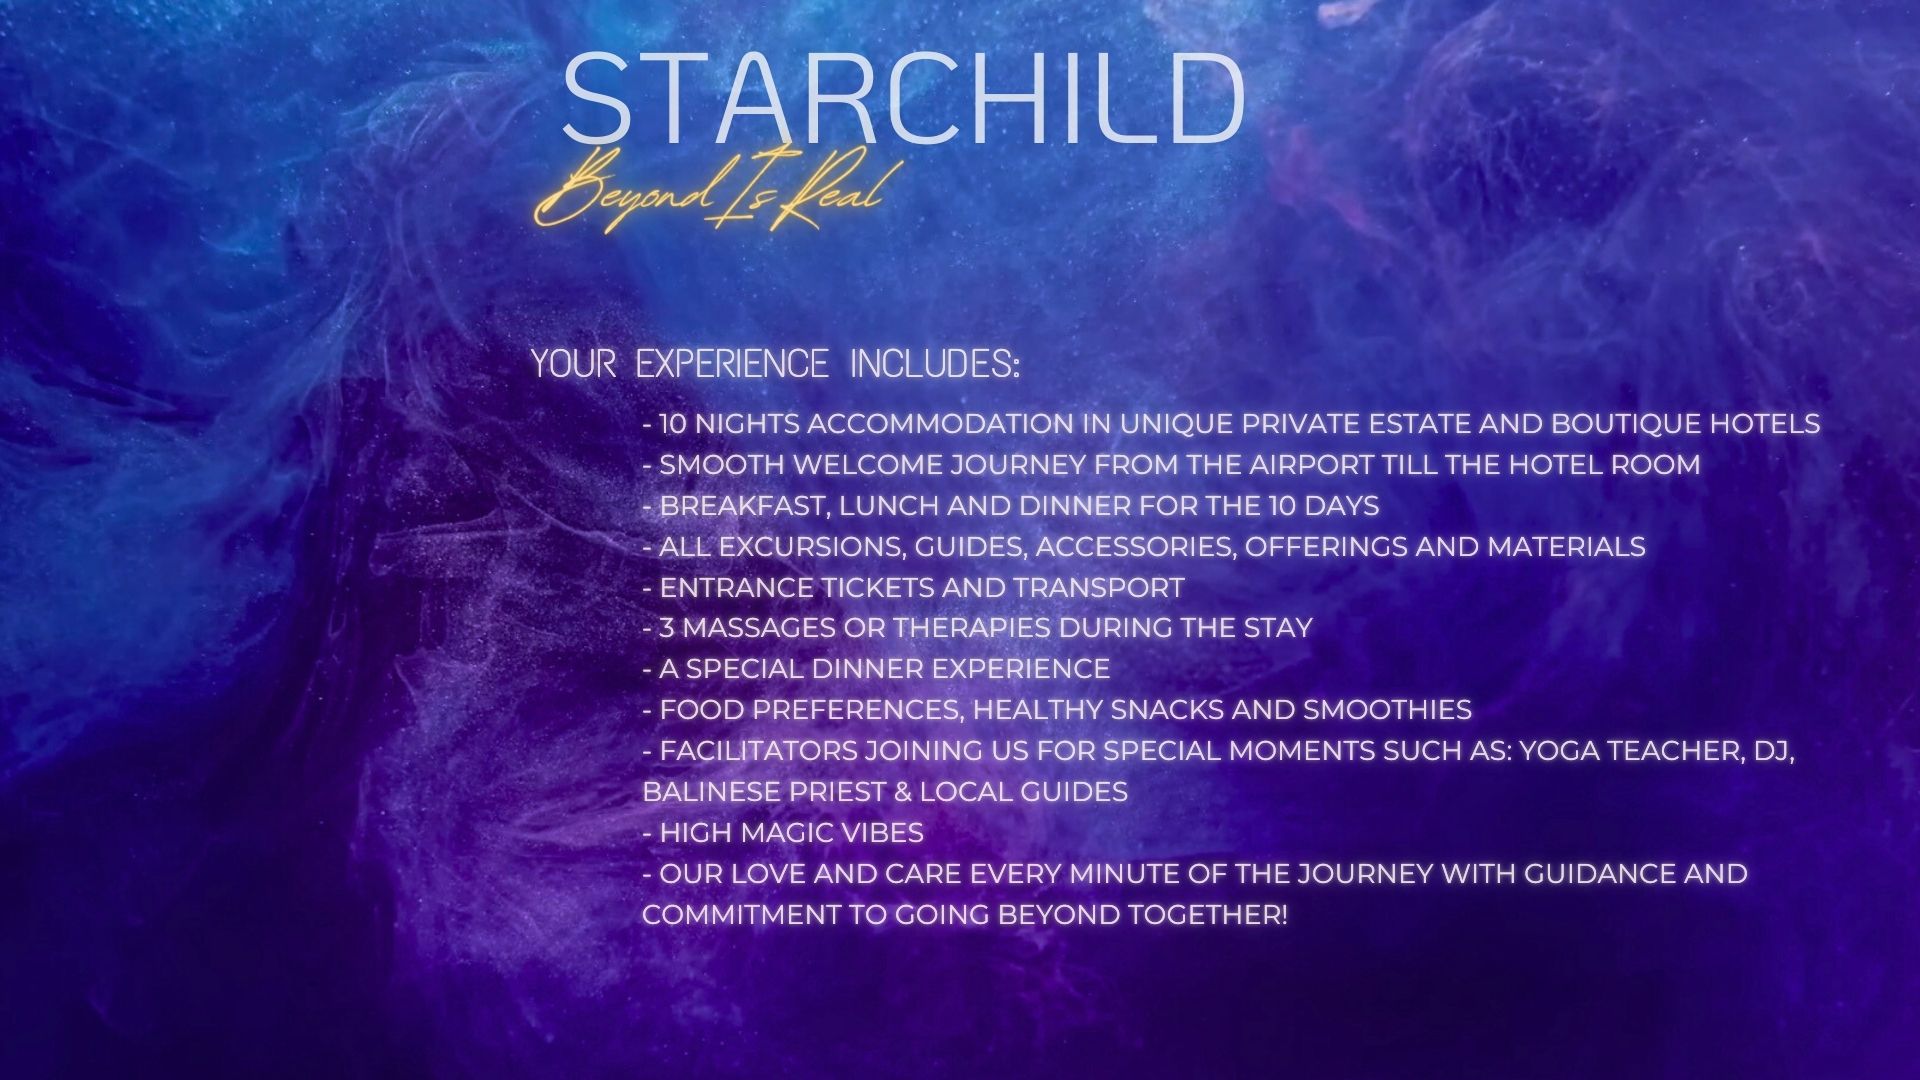 STARCHILD
Beyond Is Real
YOUR EXPERIENCE INCLUDES:
- 10 NIGHTS ACCOMMODATION IN UNIQUE PRIVATE ESTATE AND BOUTIQUE HOTELS
- SMOOTH WELCOME JOURNEY FROM THE AIRPORT TILL THE HOTEL ROOM
- BREAKFAST, LUNCH AND DINNER FOR THE 10 DAYS
- ALL EXCURSIONS, GUIDES, ACCESSORIES, OFFERINGS AND MATERIALS
- ENTRANCE TICKETS AND TRANSPORT
- 3 MASSAGES OR THERAPIES DURING THE STAY
- A SPECIAL DINNER EXPERIENCE
- FOOD PREFERENCES, HEALTHY SNACKS AND SMOOTHIES
- FACILITATORS JOINING US FOR SPECIAL MOMENTS SUCH AS: YOGA TEACHER, DJ,
BALINESE PRIEST & LOCAL GUIDES
- HIGH MAGIC VIBES
- OUR LOVE AND CARE EVERY MINUTE OF THE JOURNEY WITH GUIDANCE AND
COMMITMENT TO GOING BEYOND TOGETHER!